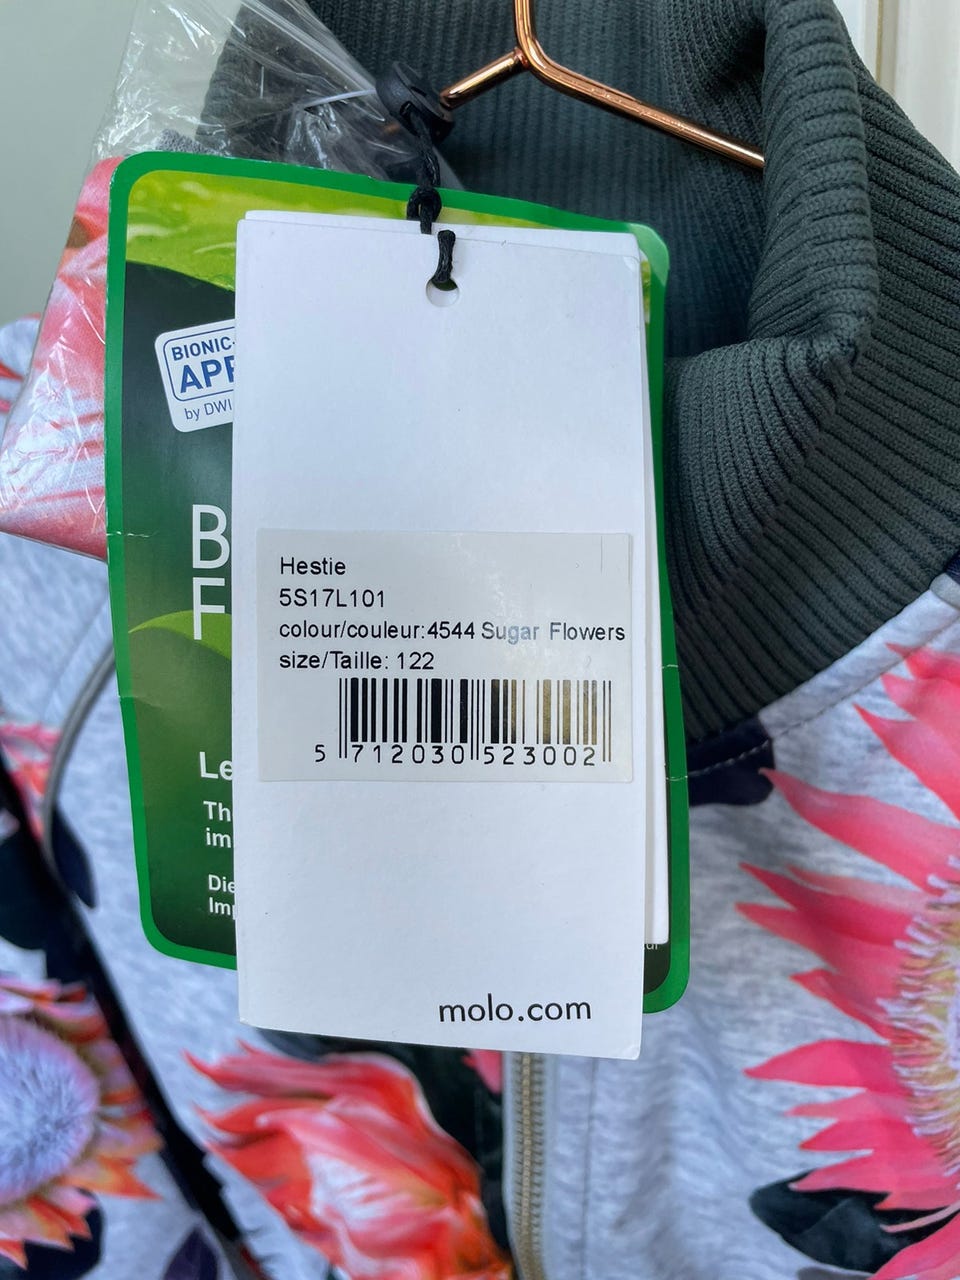 BIONIC-
APP
by DWI
B
F
Hestie
5S17L101
colour/couleur:4544 Sugar Flowers
size/Taille: 122
5 712030 523002
Le
Th
im
Die
Imp
molo.com